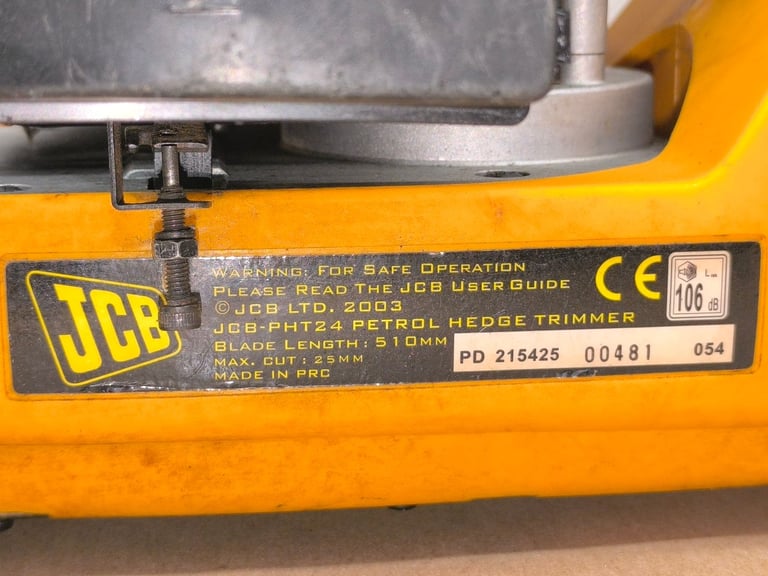 JCB
WARNING: FOR SAFE OPERATION
PLEASE READ THE JCB USER GUIDE
© JCB LTD. 2003
JCB-PHT24 PETROL HEDGE TRIMMER
BLADE LENGTH : 510MM
MAX. CUT : 25MM
MADE IN PRC
PD 215425 00481 054
CE
LWA
106 dB